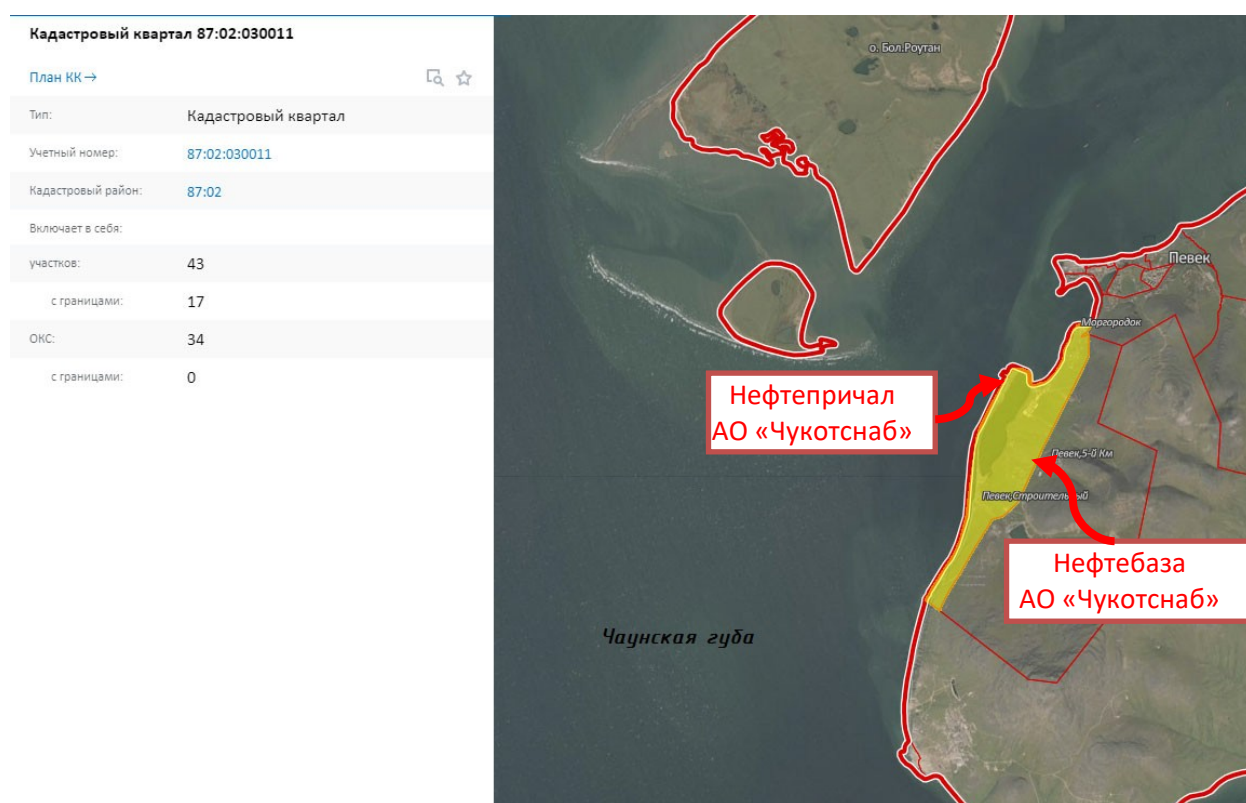 Кадастровый квартал 87:02:030011
План КК →
Тип: Кадастровый квартал
Учетный номер: 87:02:030011
Кадастровый район: 87:02
Включает в себя:
участков: 43
с границами: 17
ОКС: 34
с границами: 0
о. Бол.Роутан
Певек
Моргородок
Нефтепричал
АО «Чукотснаб»
Певек,5-й Км
Певек,Строительный
Нефтебаза
АО «Чукотснаб»
Чаунская губа